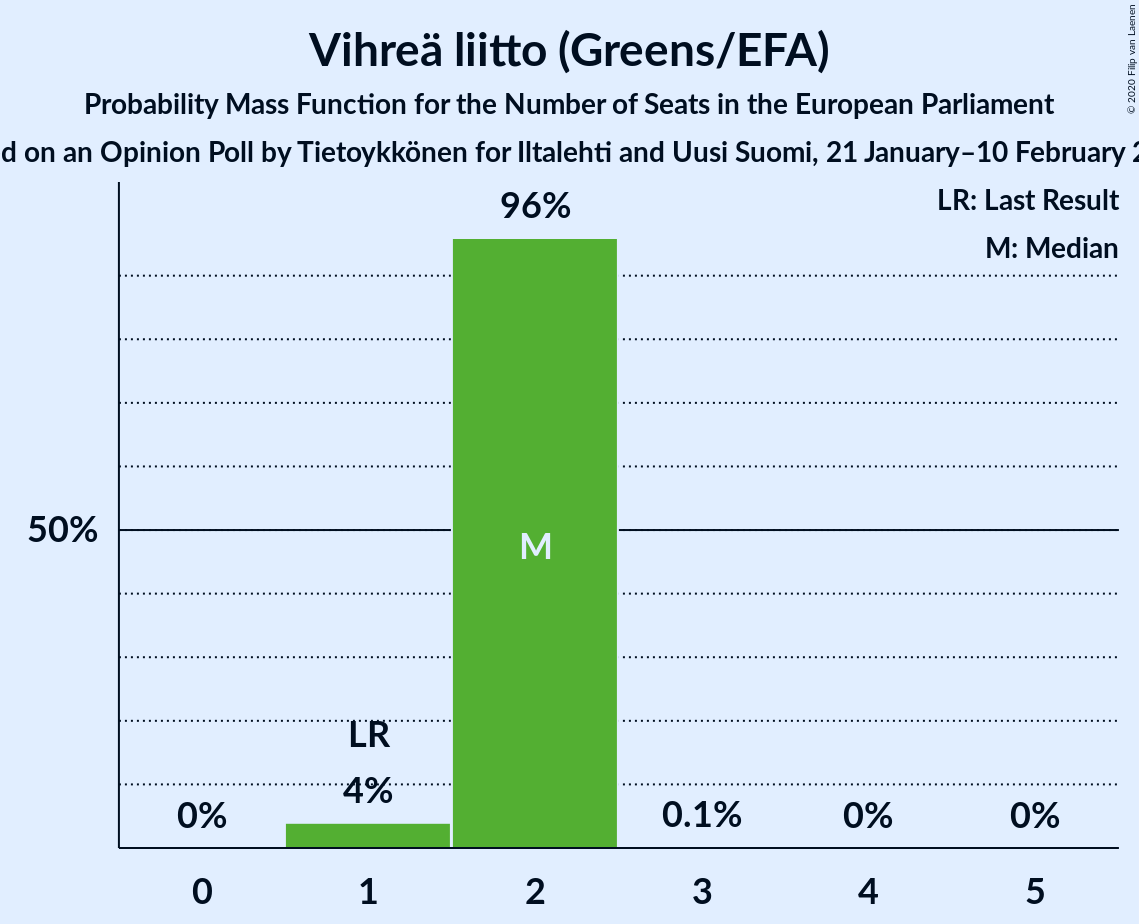 Vihreä liitto (Greens/EFA)
Probability Mass Function for the Number of Seats in the European Parliament
d on an Opinion Poll by Tietoykkönen for Iltalehti and Uusi Suomi, 21 January–10 February 2
© 2020 Filip van Laenen
LR: Last Result
M: Median
96%
50%
M
LR
0%
4%
0.1%
0%
0%
0
1
2
3
4
5